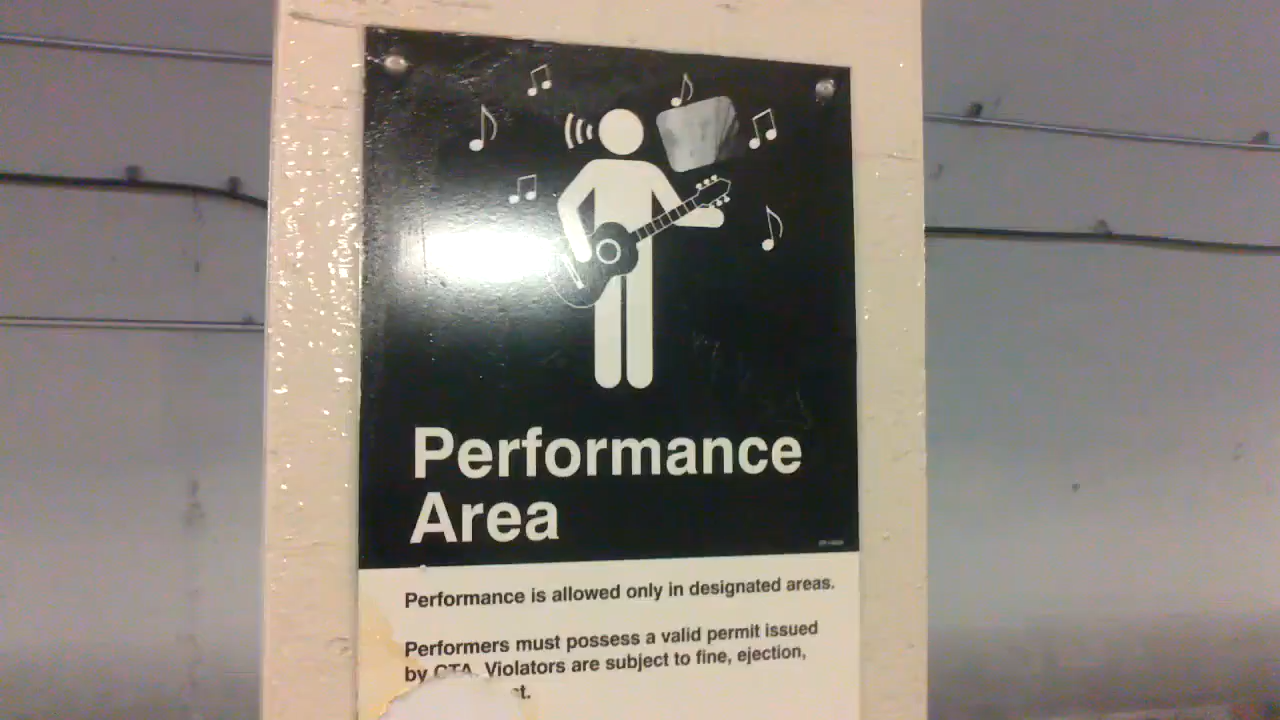 Performance
Area
Performance is allowed only in designated areas.
Performers must possess a valid permit issued
by CTA. Violators are subject to fine, ejection,